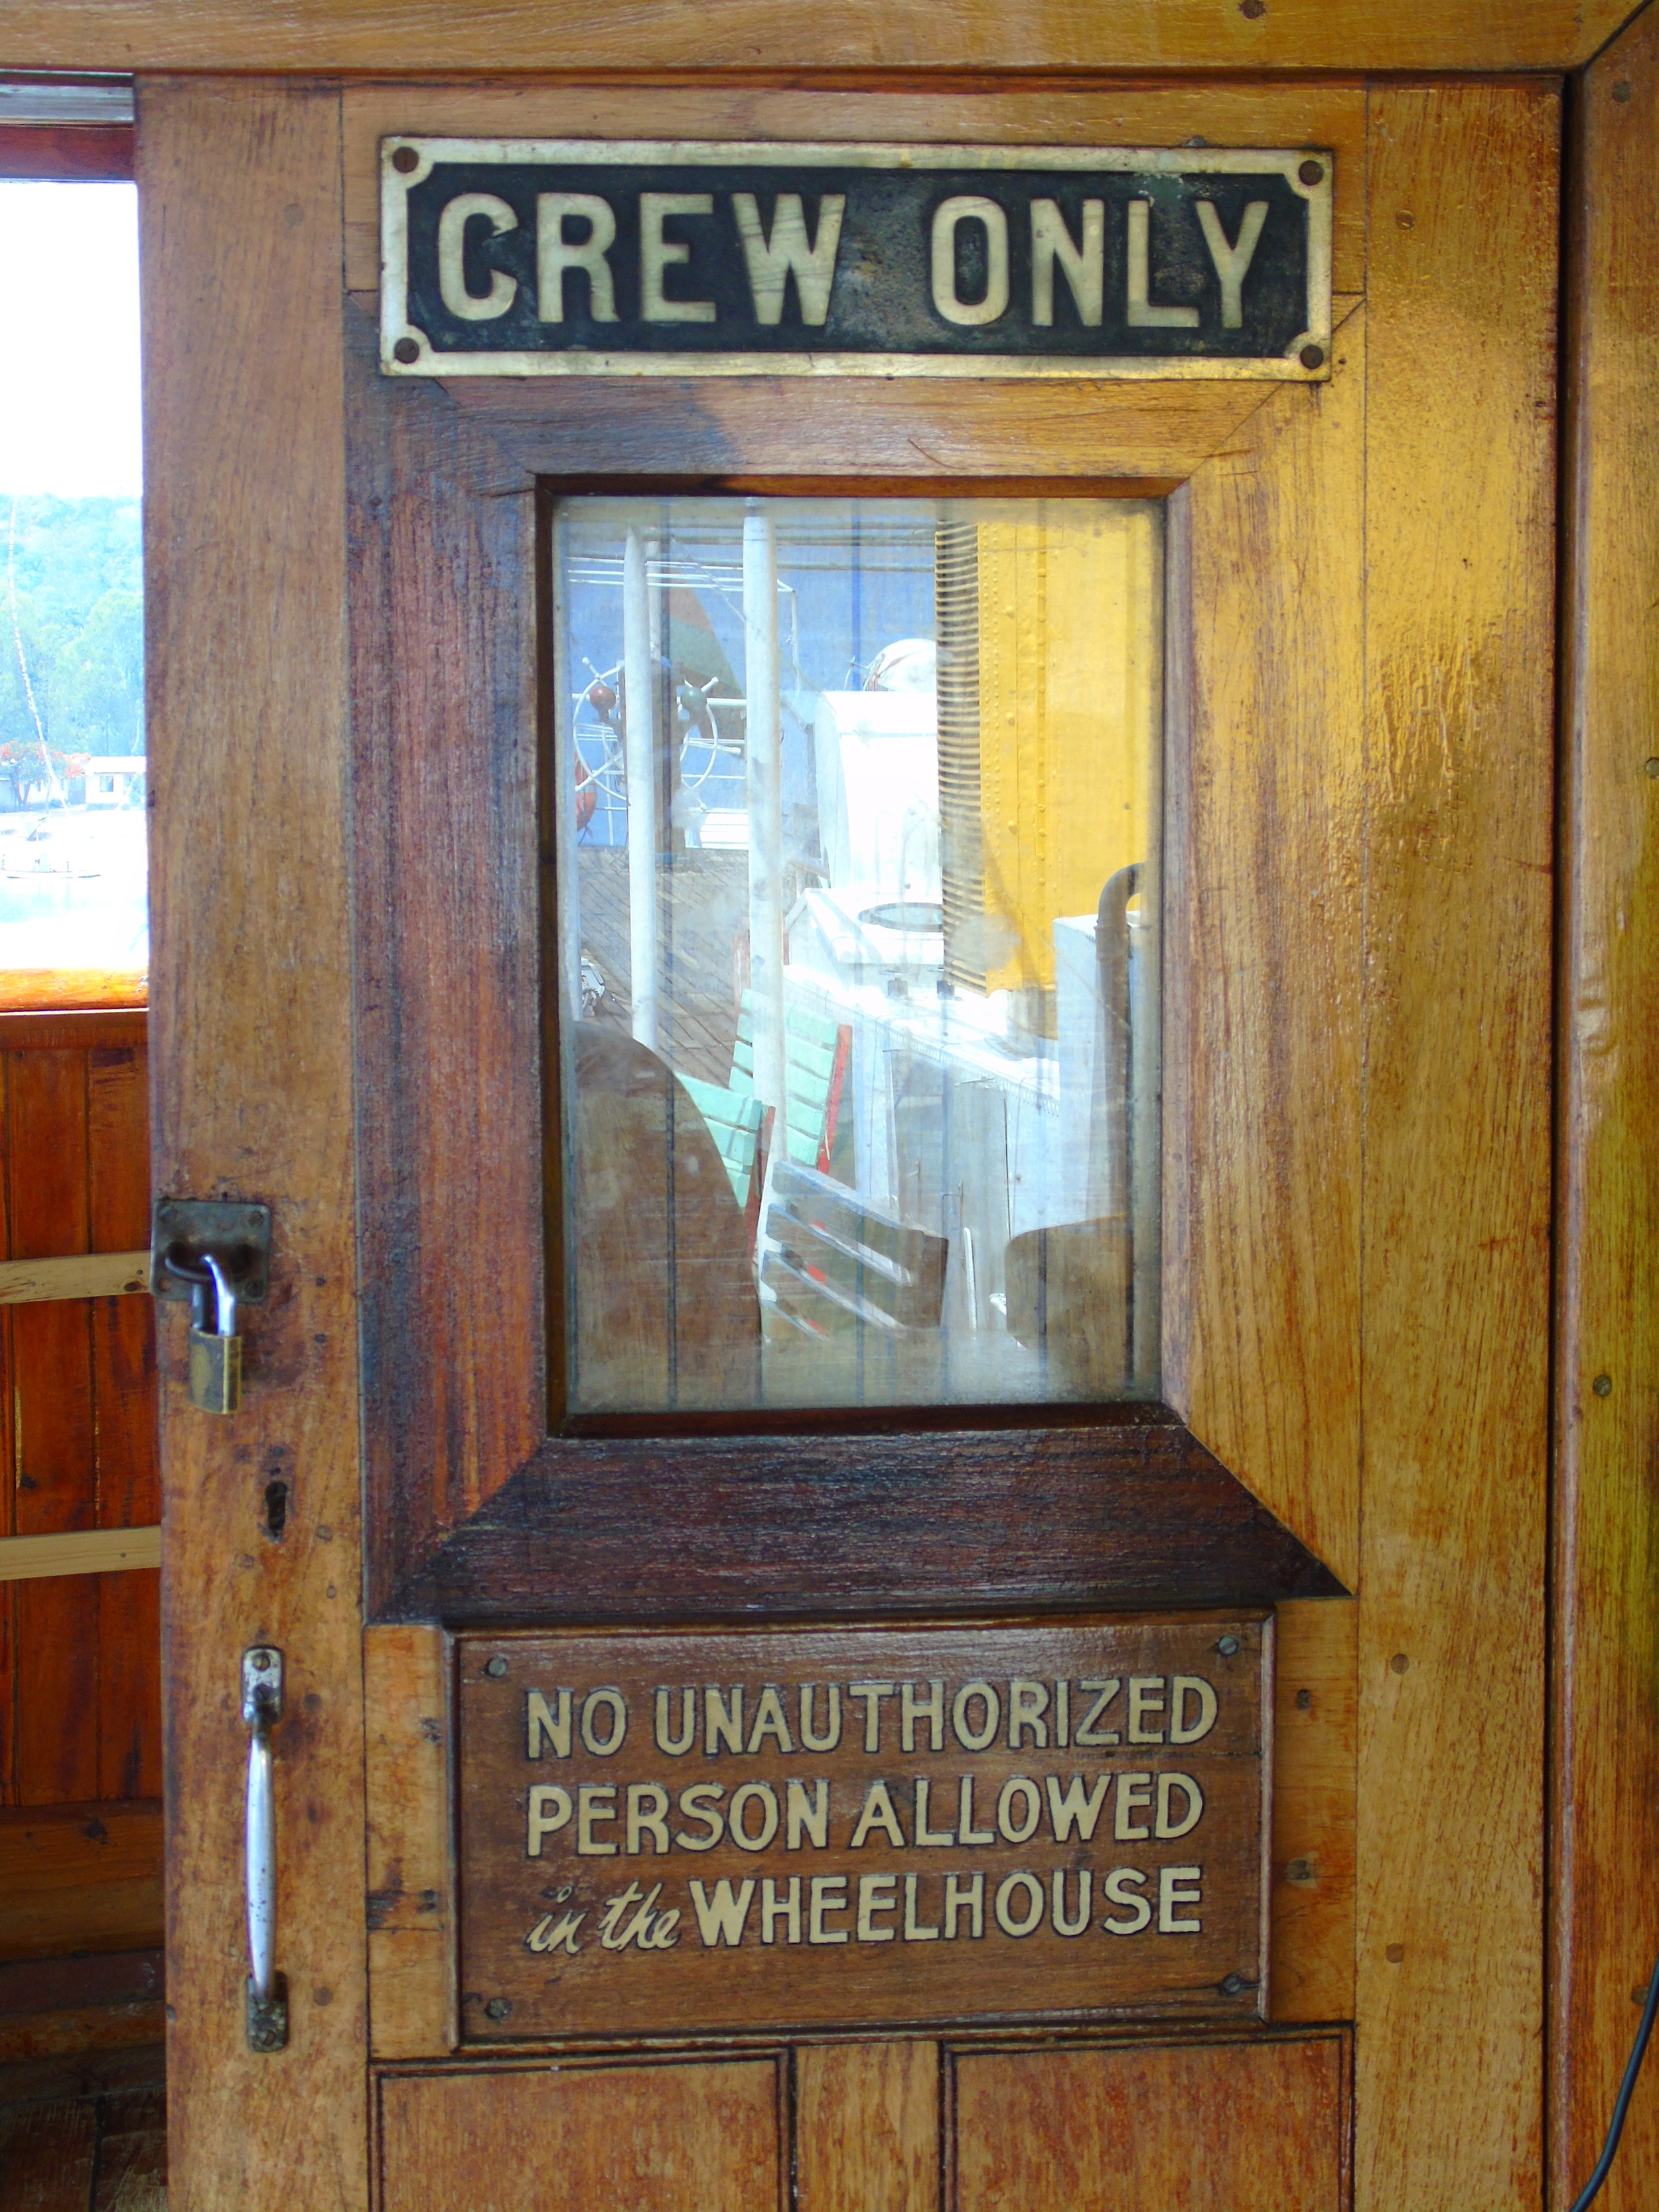 CREW ONLY
NO UNAUTHORIZED
PERSON ALLOWED
in the WHEELHOUSE